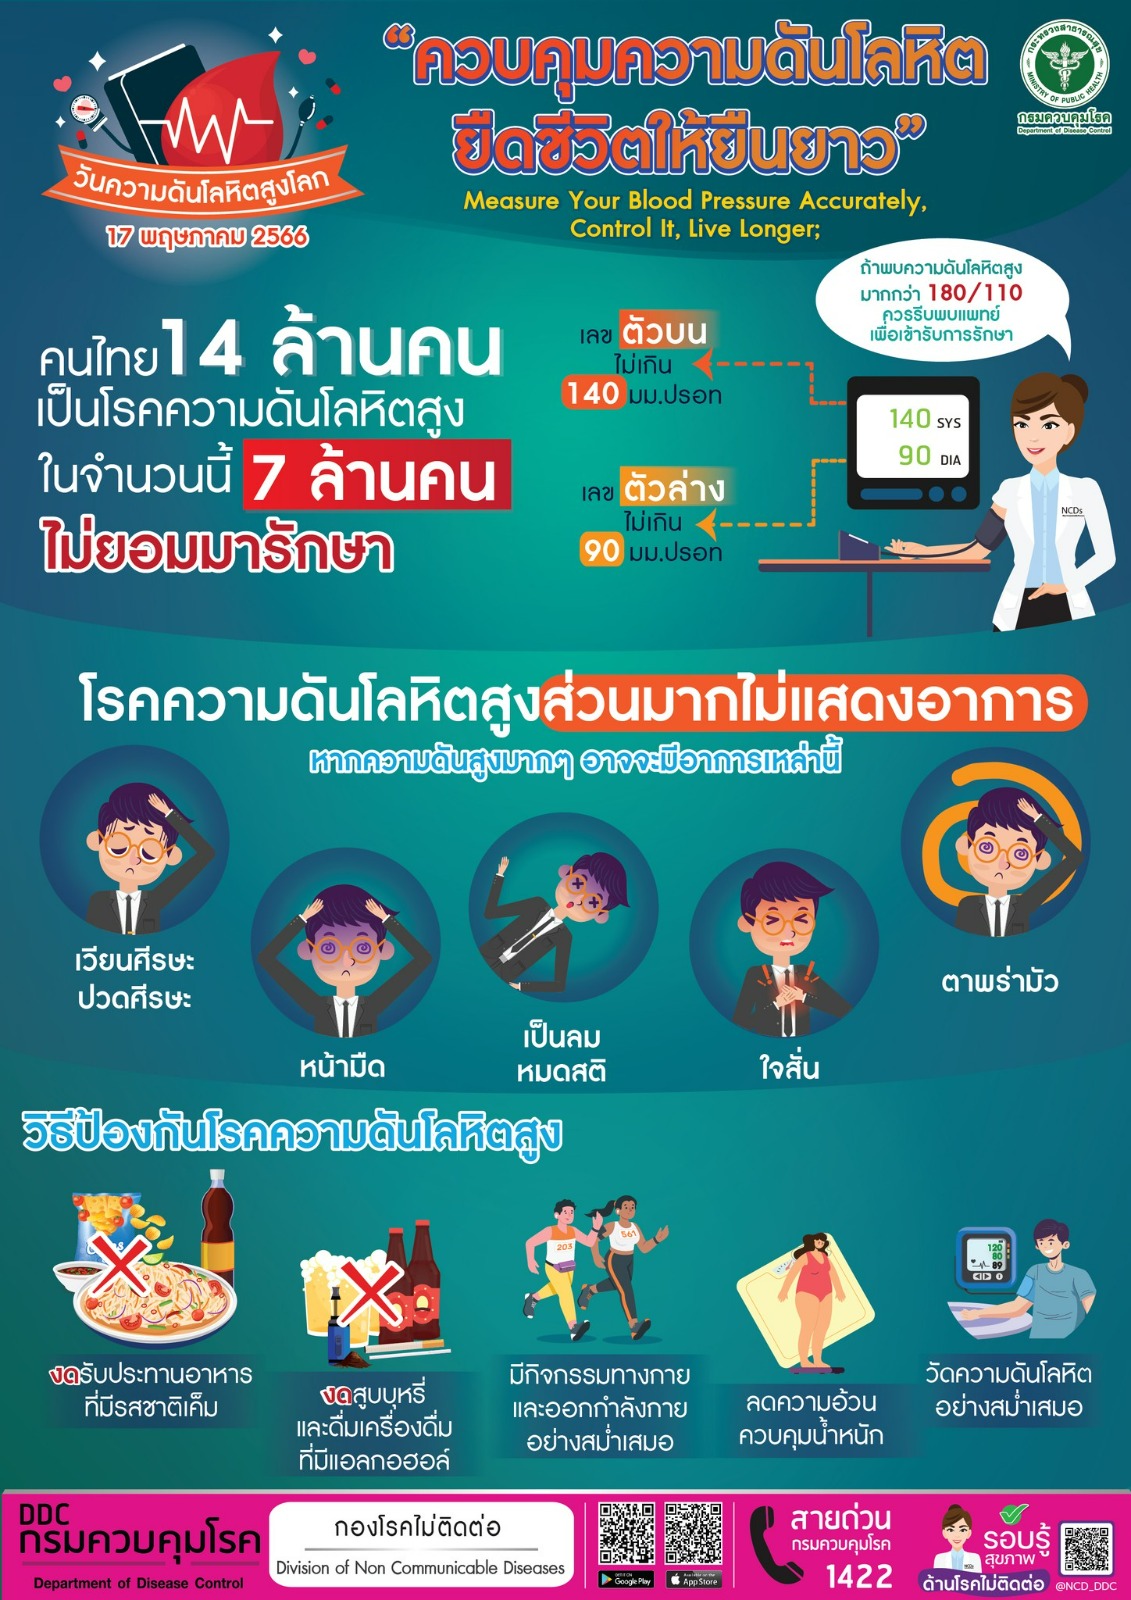 วันความดันโลหิตสูงโลก
17 พฤษภาคม 2566
“ควบคุมความดันโลหิต
ยืดชีวิตให้ยืนยาว”
Measure Your Blood Pressure Accurately,
Control It, Live Longer;
กระทรวงสาธารณสุข
MINISTRY OF PUBLIC HEALTH
กรมควบคุมโรค
Department of Disease Control
ถ้าพบความดันโลหิตสูง
มากกว่า 180/110
ควรรีบพบแพทย์
เพื่อเข้ารับการรักษา
คนไทย 14 ล้านคน
เป็นโรคความดันโลหิตสูง
ในจำนวนนี้ 7 ล้านคน
ไม่ยอมมารักษา
เลข ตัวบน
ไม่เกิน
140 มม.ปรอท
เลข ตัวล่าง
ไม่เกิน
90 มม.ปรอท
140 SYS
90 DIA
NCDs
โรคความดันโลหิตสูงส่วนมากไม่แสดงอาการ
หากความดันสูงมากๆ อาจจะมีอาการเหล่านี้
เวียนศีรษะ
ปวดศีรษะ
หน้ามืด
เป็นลม
หมดสติ
ใจสั่น
ตาพร่ามัว
วิธีป้องกันโรคความดันโลหิตสูง
203
561
120
80
89
งดรับประทานอาหาร
ที่มีรสชาติเค็ม
งดสูบบุหรี่
และดื่มเครื่องดื่ม
ที่มีแอลกอฮอล์
มีกิจกรรมทางกาย
และออกกำลังกาย
อย่างสม่ำเสมอ
ลดความอ้วน
ควบคุมน้ำหนัก
วัดความดันโลหิต
อย่างสม่ำเสมอ
DDC
กรมควบคุมโรค
Department of Disease Control
กองโรคไม่ติดต่อ
Division of Non Communicable Diseases
GET IT ON
Google Play
Available on the
App Store
สายด่วน
กรมควบคุมโรค
1422
รอบรู้
สุขภาพ
ด้านโรคไม่ติดต่อ
@NCD_DDC